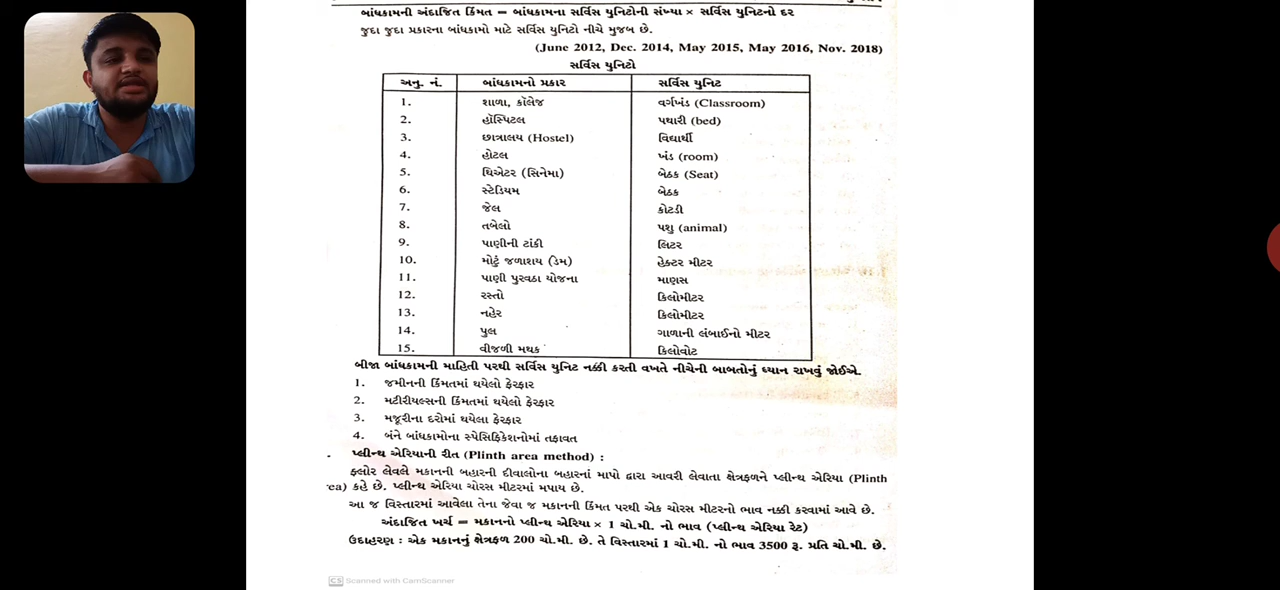 બાંધકામની અંદાજિત કિંમત = બાંધકામના સર્વિસ યુનિટોની સંખ્યા × સર્વિસ યુનિટનો દર
જુદા જુદા પ્રકારના બાંધકામો માટે સર્વિસ યુનિટો નીચે મુજબ છે.
(June 2012, Dec. 2014, May 2015, May 2016, Nov. 2018)
સર્વિસ યુનિટો
અનુ. નં. બાંધકામનો પ્રકાર સર્વિસ યુનિટ
1. શાળા, કૉલેજ વર્ગખંડ (Classroom)
2. હૉસ્પિટલ પથારી (bed)
3. છાત્રાલય (Hostel) વિદ્યાર્થી
4. હોટલ ખંડ (room)
5. થિએટર (સિનેમા) બેઠક (Seat)
6. સ્ટેડિયમ બેઠક
7. જેલ કોટડી
8. તબેલો પશુ (animal)
9. પાણીની ટાંકી લિટર
10. મોટું જળાશય (ડેમ) હેક્ટર મીટર
11. પાણી પુરવઠા યોજના માણસ
12. રસ્તો કિલોમીટર
13. નહેર કિલોમીટર
14. પુલ ગાળાની લંબાઈનો મીટર
15. વીજળી મથક કિલોવોટ
બીજા બાંધકામની માહિતી પરથી સર્વિસ યુનિટ નક્કી કરતી વખતે નીચેની બાબતોનું ધ્યાન રાખવું જોઈએ.
1. જમીનની કિંમતમાં થયેલો ફેરફાર
2. મટીરીયલ્સની કિંમતમાં થયેલો ફેરફાર
3. મજૂરીના દરોમાં થયેલા ફેરફાર
4. બંને બાંધકામોના સ્પેસિફિકેશનોમાં તફાવત
. પ્લીન્થ એરિયાની રીત (Plinth area method) :
ફ્લોર લેવલે મકાનની બહારની દીવાલોના બહારનાં માપો દ્વારા આવરી લેવાતા ક્ષેત્રફળને પ્લીન્થ એરિયા (Plinth
ea) કહે છે. પ્લીન્થ એરિયા ચોરસ મીટરમાં મપાય છે.
આ જ વિસ્તારમાં આવેલા તેના જેવા જ મકાનની કિંમત પરથી એક ચોરસ મીટરનો ભાવ નક્કી કરવામાં આવે છે.
અંદાજિત ખર્ચ = મકાનનો પ્લીન્થ એરિયા × 1 ચો.મી. નો ભાવ (પ્લીન્થ એરિયા રેટ)
ઉદાહરણ : એક મકાનનું ક્ષેત્રફળ 200 ચો.મી. છે. તે વિસ્તારમાં 1 ચો.મી. નો ભાવ 3500 રૂ. પ્રતિ ચો.મી. છે.
CS Scanned with CamScanner